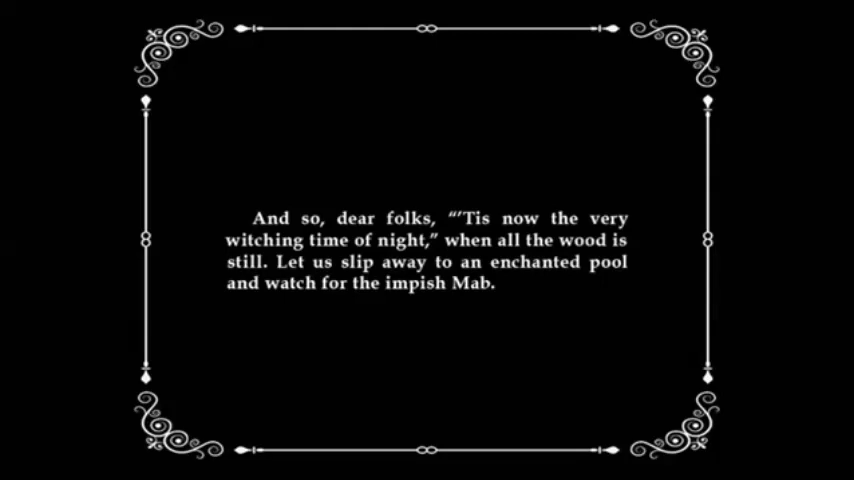 And so, dear folks, “’Tis now the very
witching time of night,” when all the wood is
still. Let us slip away to an enchanted pool
and watch for the impish Mab.